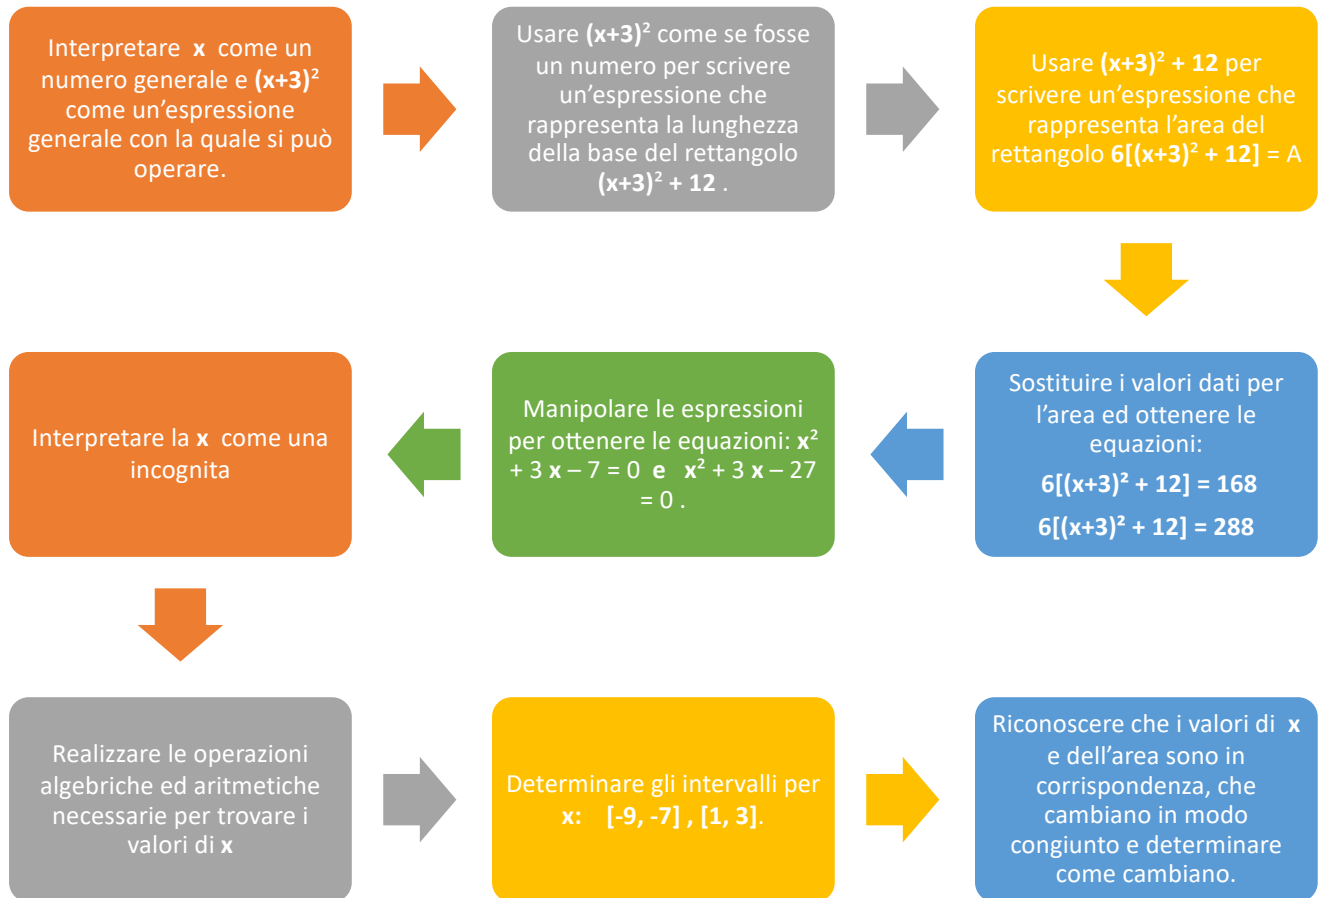 Interpretare x come un
numero generale e (x+3)²
come un'espressione
generale con la quale si può
operare.
Usare (x+3)² come se fosse
un numero per scrivere
un'espressione che
rappresenta la lunghezza
della base del rettangolo
(x+3)² + 12 .
Usare (x+3)² + 12 per
scrivere un'espressione che
rappresenta l'area del
rettangolo 6[(x+3)² + 12] = A
Sostituire i valori dati per
l'area ed ottenere le
equazioni:
6[(x+3)² + 12] = 168
6[(x+3)² + 12] = 288
Manipolare le espressioni
per ottenere le equazioni: x²
+ 3 x – 7 = 0 e x² + 3 x – 27
= 0 .
Interpretare la x come una
incognita
Realizzare le operazioni
algebriche ed aritmetiche
necessarie per trovare i
valori di x
Determinare gli intervalli per
x: [-9, -7] , [1, 3].
Riconoscere che i valori di x
e dell'area sono in
corrispondenza, che
cambiano in modo
congiunto e determinare
come cambiano.